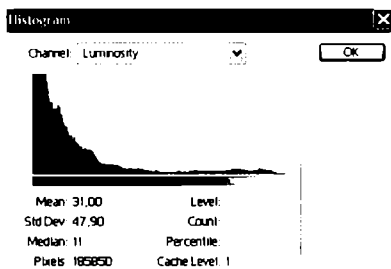 Histogram
Channel: Luminosity
OK
Mean: 31,00
Level:
Std Dev: 47,90
Count:
Median: 11
Percentile:
Pixels: 185850
Cache Level: 1